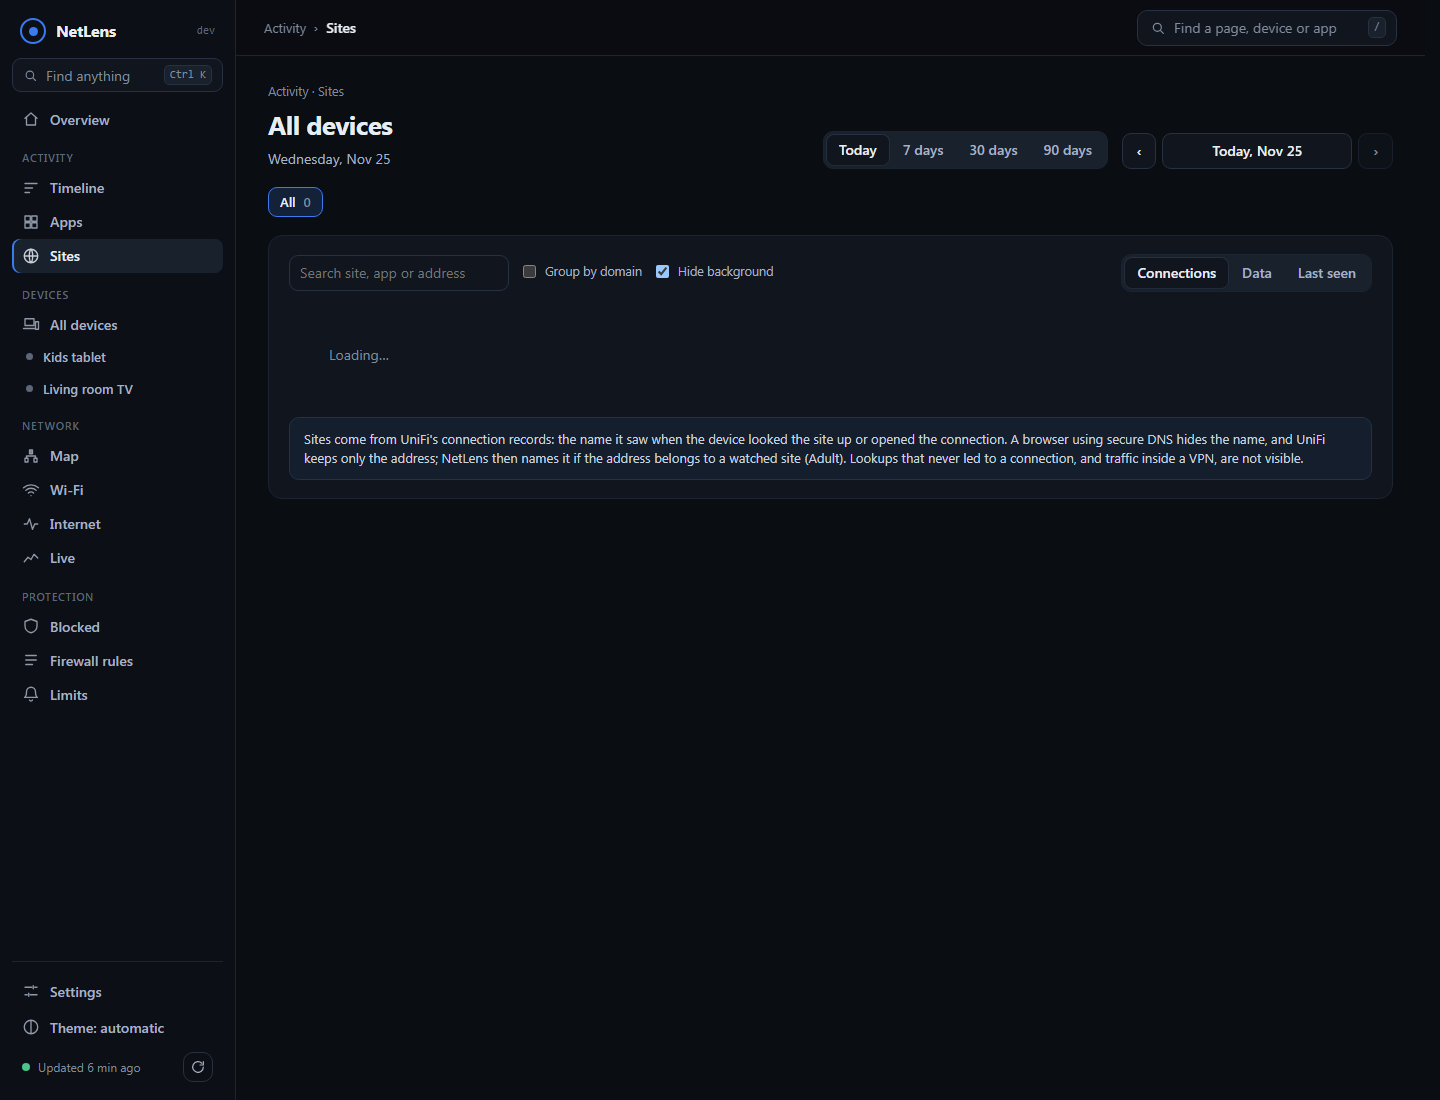 NetLens
dev
Find anything
Ctrl K
Overview
ACTIVITY
Timeline
Apps
Sites
DEVICES
All devices
Kids tablet
Living room TV
NETWORK
Map
Wi-Fi
Internet
Live
PROTECTION
Blocked
Firewall rules
Limits
Settings
Theme: automatic
Updated 6 min ago
Activity › Sites
Find a page, device or app
/
Activity · Sites
All devices
Wednesday, Nov 25
Today
7 days
30 days
90 days
‹
Today, Nov 25
›
All 0
Search site, app or address
Group by domain
Hide background
Connections
Data
Last seen
Loading...
Sites come from UniFi's connection records: the name it saw when the device looked the site up or opened the connection. A browser using secure DNS hides the name, and UniFi
keeps only the address; NetLens then names it if the address belongs to a watched site (Adult). Lookups that never led to a connection, and traffic inside a VPN, are not visible.